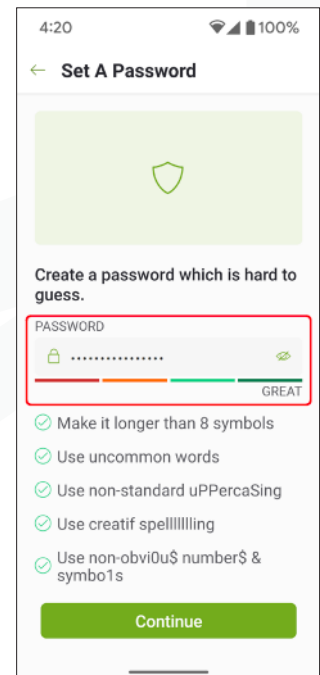 4:20 100%
← Set A Password
Create a password which is hard to
guess.
PASSWORD
••••••••••••••••
GREAT
Make it longer than 8 symbols
Use uncommon words
Use non-standard uPPercaSing
Use creatif spellllllling
Use non-obvi0u$ number$ &
symbo1s
Continue